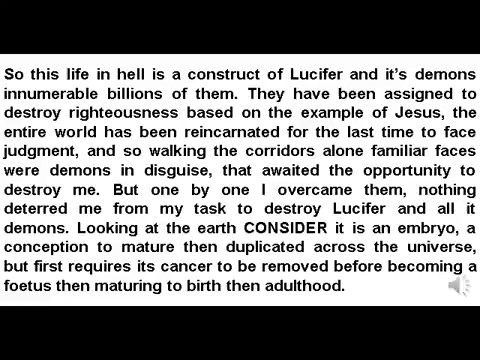 So this life in hell is a construct of Lucifer and it’s demons
innumerable billions of them. They have been assigned to
destroy righteousness based on the example of Jesus, the
entire world has been reincarnated for the last time to face
judgment, and so walking the corridors alone familiar faces
were demons in disguise, that awaited the opportunity to
destroy me. But one by one I overcame them, nothing
deterred me from my task to destroy Lucifer and all it
demons. Looking at the earth CONSIDER it is an embryo, a
conception to mature then duplicated across the universe,
but first requires its cancer to be removed before becoming a
foetus then maturing to birth then adulthood.